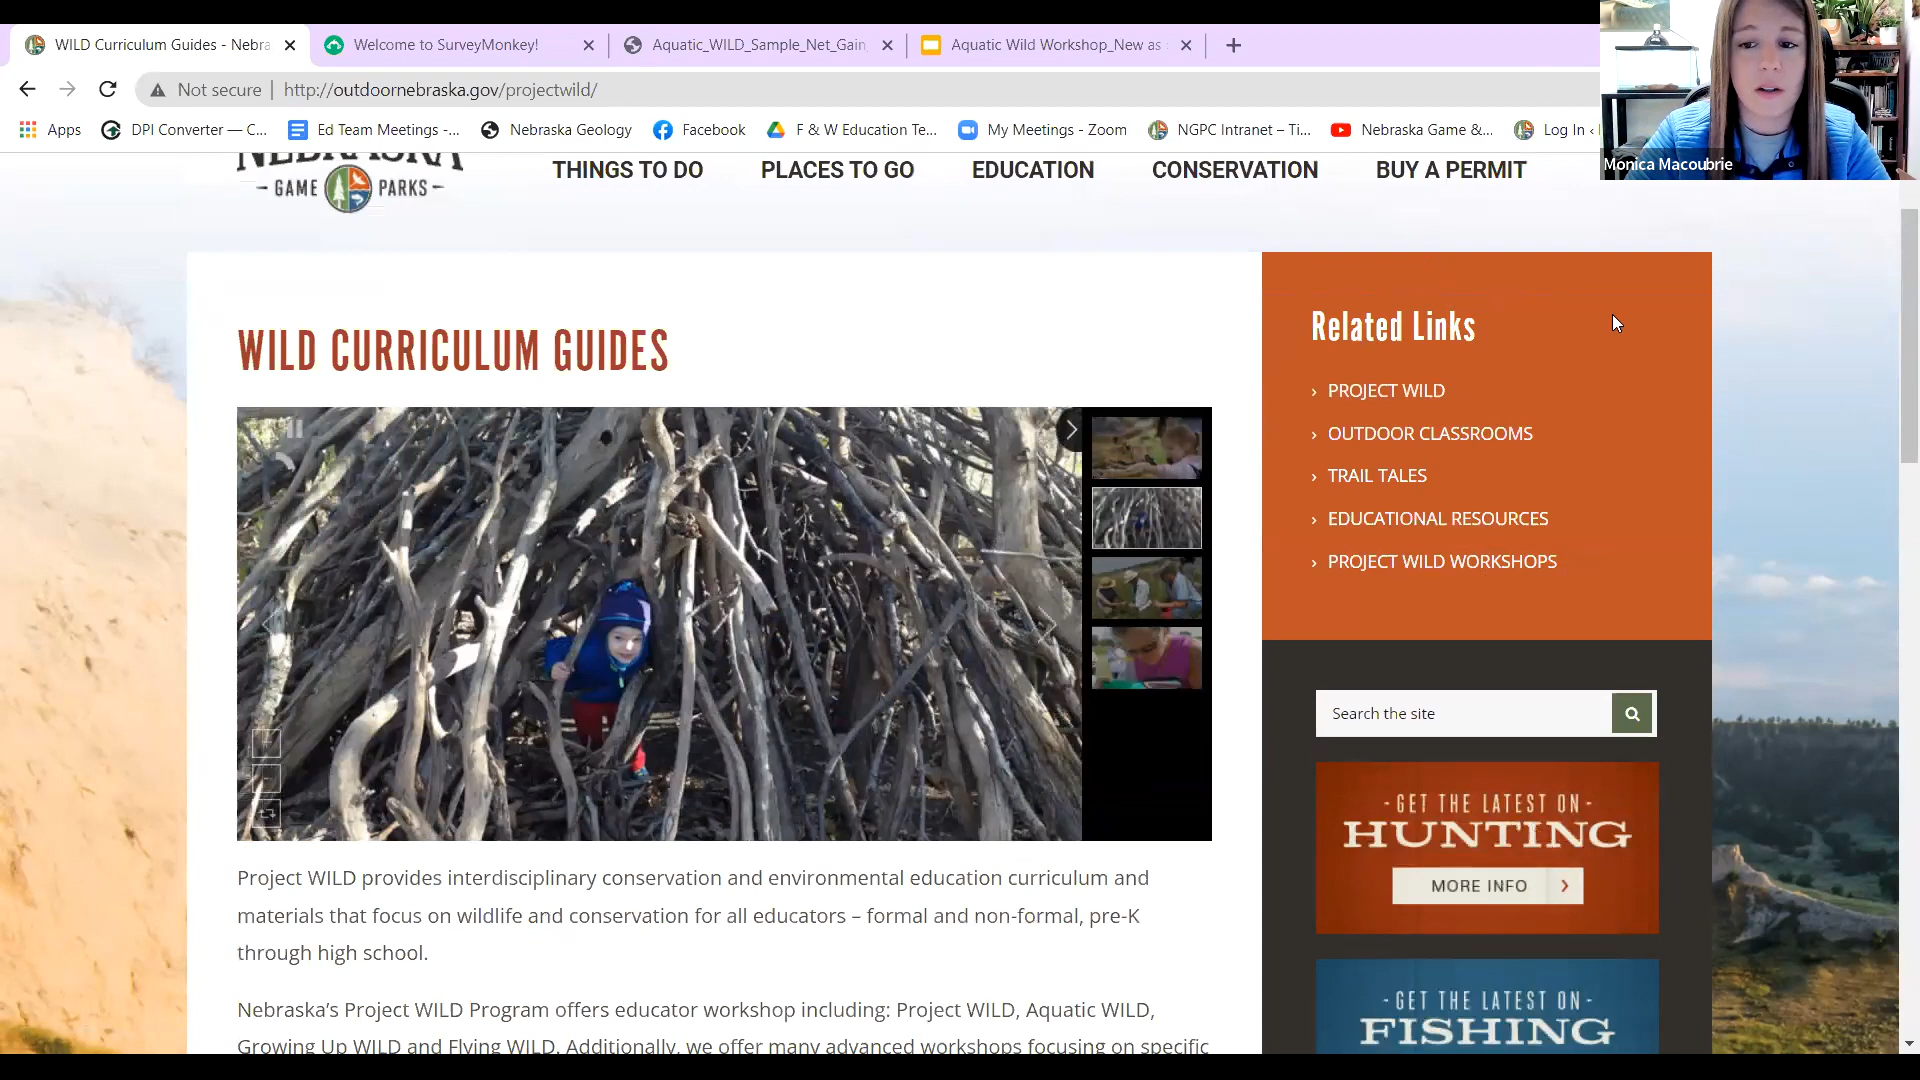 WILD Curriculum Guides - Nebra
Welcome to SurveyMonkey!
Aquatic_WILD_Sample_Net_Gain
Aquatic Wild Workshop_New as
Not secure
http://outdoornebraska.gov/projectwild/
Apps
DPI Converter — C...
Ed Team Meetings -...
Nebraska Geology
Facebook
F & W Education Te...
My Meetings - Zoom
NGPC Intranet – Ti...
Nebraska Game &...
Log In ‹
Monica Macoubrie
NEBRASKA
GAME PARKS
THINGS TO DO
PLACES TO GO
EDUCATION
CONSERVATION
BUY A PERMIT
WILD CURRICULUM GUIDES
Project WILD provides interdisciplinary conservation and environmental education curriculum and
materials that focus on wildlife and conservation for all educators – formal and non-formal, pre-K
through high school.
Nebraska’s Project WILD Program offers educator workshop including: Project WILD, Aquatic WILD,
Growing Up WILD and Flying WILD. Additionally, we offer many advanced workshops focusing on specific
Related Links
› PROJECT WILD
› OUTDOOR CLASSROOMS
› TRAIL TALES
› EDUCATIONAL RESOURCES
› PROJECT WILD WORKSHOPS
Search the site
- GET THE LATEST ON -
HUNTING
MORE INFO
- GET THE LATEST ON -
FISHING